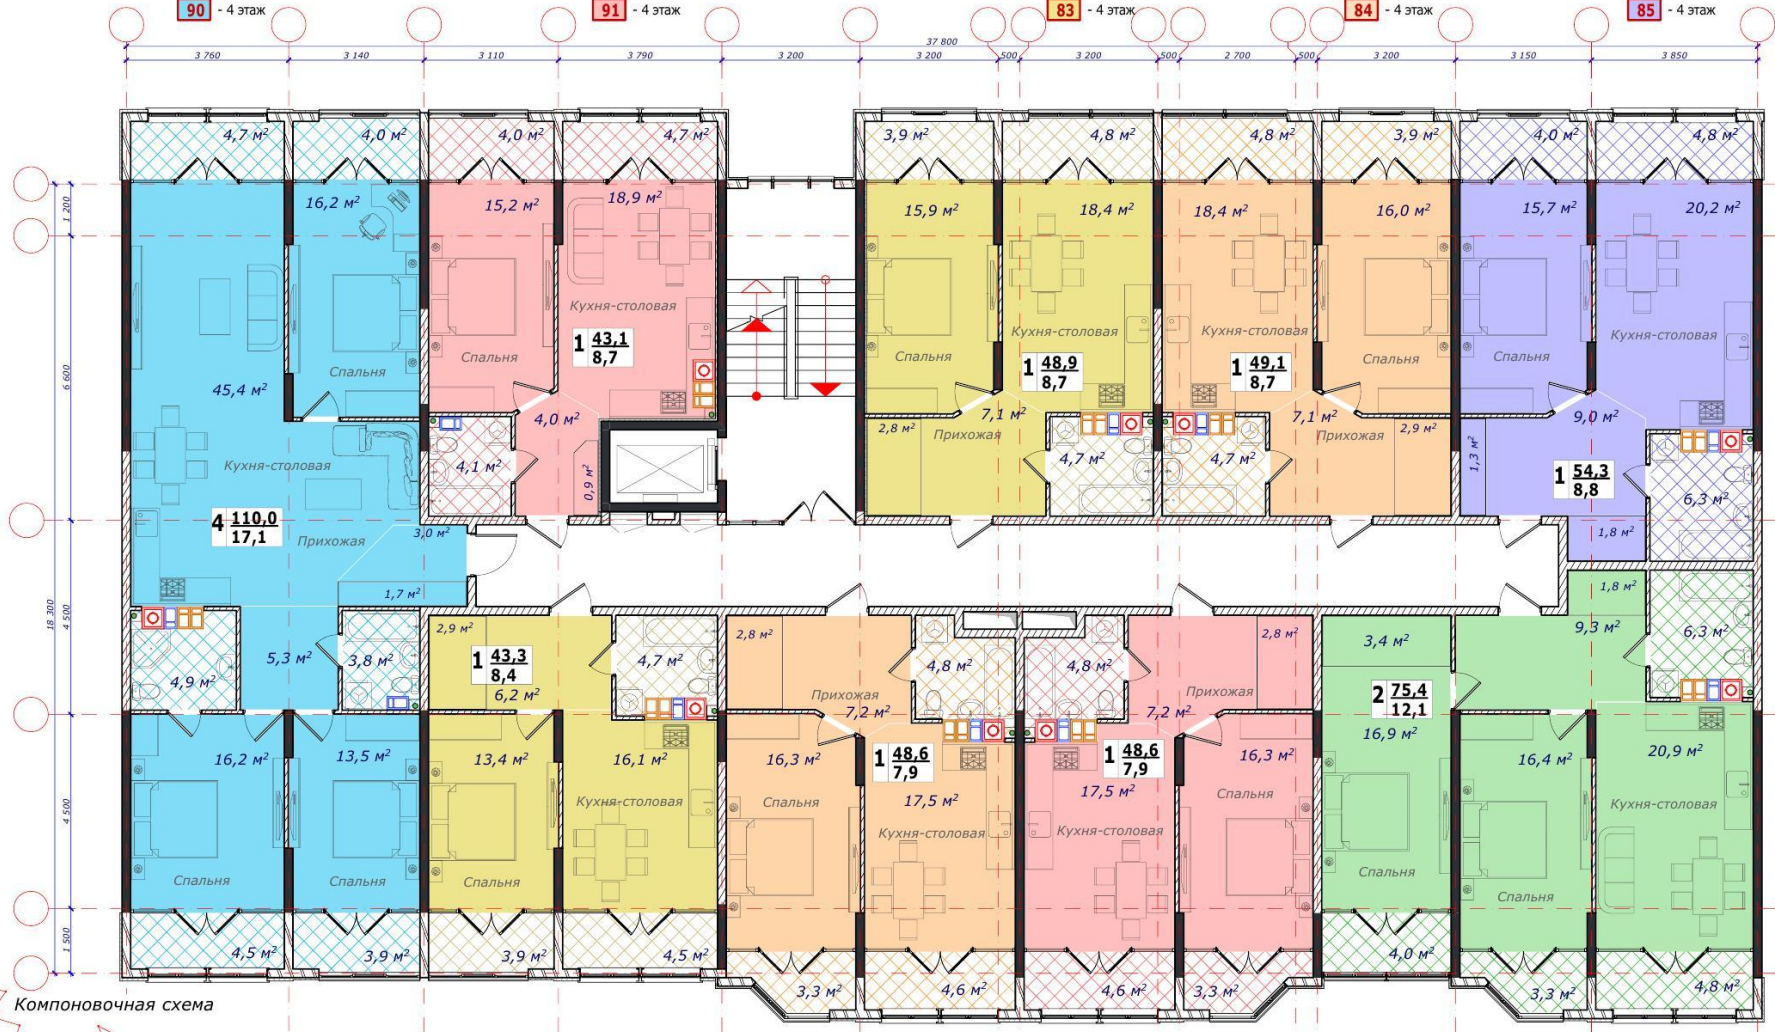 90 - 4 этаж
91 - 4 этаж
83 - 4 этаж
84 - 4 этаж
85 - 4 этаж
37 800
3 760
3 140
3 110
3 790
3 200
3 200
500
3 200
500
2 700
500
3 200
3 150
3 850
4,7 м²
4,0 м²
4,0 м²
4,7 м²
3,9 м²
4,8 м²
4,8 м²
3,9 м²
4,0 м²
4,8 м²
1 200
6 600
18 300
4 500
4 500
1 500
16,2 м²
15,2 м²
18,9 м²
15,9 м²
18,4 м²
18,4 м²
16,0 м²
15,7 м²
20,2 м²
Кухня-столовая
Кухня-столовая
Кухня-столовая
Кухня-столовая
1 43,1
8,7
Спальня
Спальня
Спальня
Спальня
Спальня
1 48,9
8,7
1 49,1
8,7
45,4 м²
4,0 м²
7,1 м²
7,1 м²
9,0 м²
2,8 м²
Прихожая
Прихожая
2,9 м²
1,3 м²
Кухня-столовая
4,1 м²
0,9 м²
4,7 м²
4,7 м²
1 54,3
8,8
6,3 м²
4 110,0
17,1
Прихожая
3,0 м²
1,8 м²
1,7 м²
1,8 м²
2,9 м²
2,8 м²
2,8 м²
9,3 м²
6,3 м²
5,3 м²
3,8 м²
4,9 м²
1 43,3
8,4
6,2 м²
4,7 м²
4,8 м²
4,8 м²
3,4 м²
Прихожая
7,2 м²
Прихожая
7,2 м²
2 75,4
12,1
16,2 м²
13,5 м²
13,4 м²
16,1 м²
16,3 м²
1 48,6
7,9
1 48,6
7,9
16,3 м²
16,9 м²
16,4 м²
20,9 м²
Кухня-столовая
Спальня
17,5 м²
17,5 м²
Спальня
Кухня-столовая
Кухня-столовая
Кухня-столовая
Спальня
Спальня
Спальня
Спальня
Спальня
4,5 м²
3,9 м²
3,9 м²
4,5 м²
3,3 м²
4,6 м²
4,6 м²
3,3 м²
4,0 м²
3,3 м²
4,8 м²
Компоновочная схема